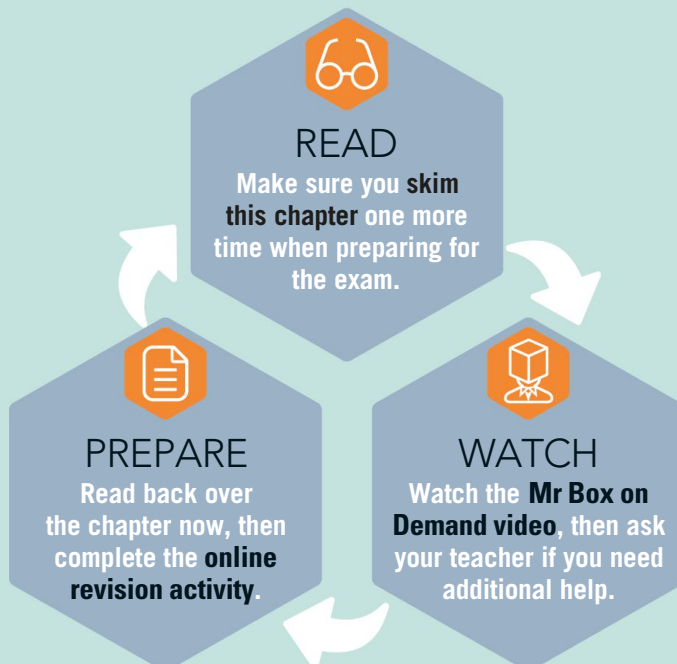 READ
Make sure you skim
this chapter one more
time when preparing for
the exam.
WATCH
Watch the Mr Box on
Demand video, then ask
your teacher if you need
additional help.
PREPARE
Read back over
the chapter now, then
complete the online
revision activity.